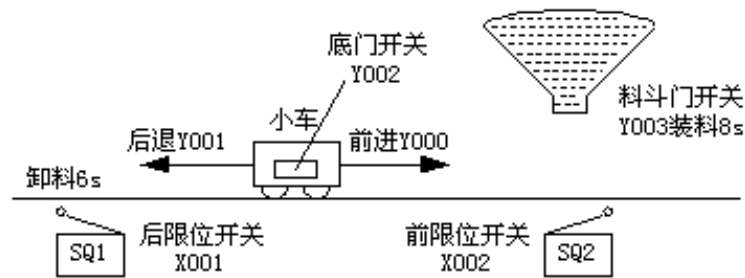 底门开关
Y002
小车
料斗门开关
Y003装料8s
后退Y001
前进Y000
卸料6s
SQ1
后限位开关
X001
前限位开关
X002
SQ2